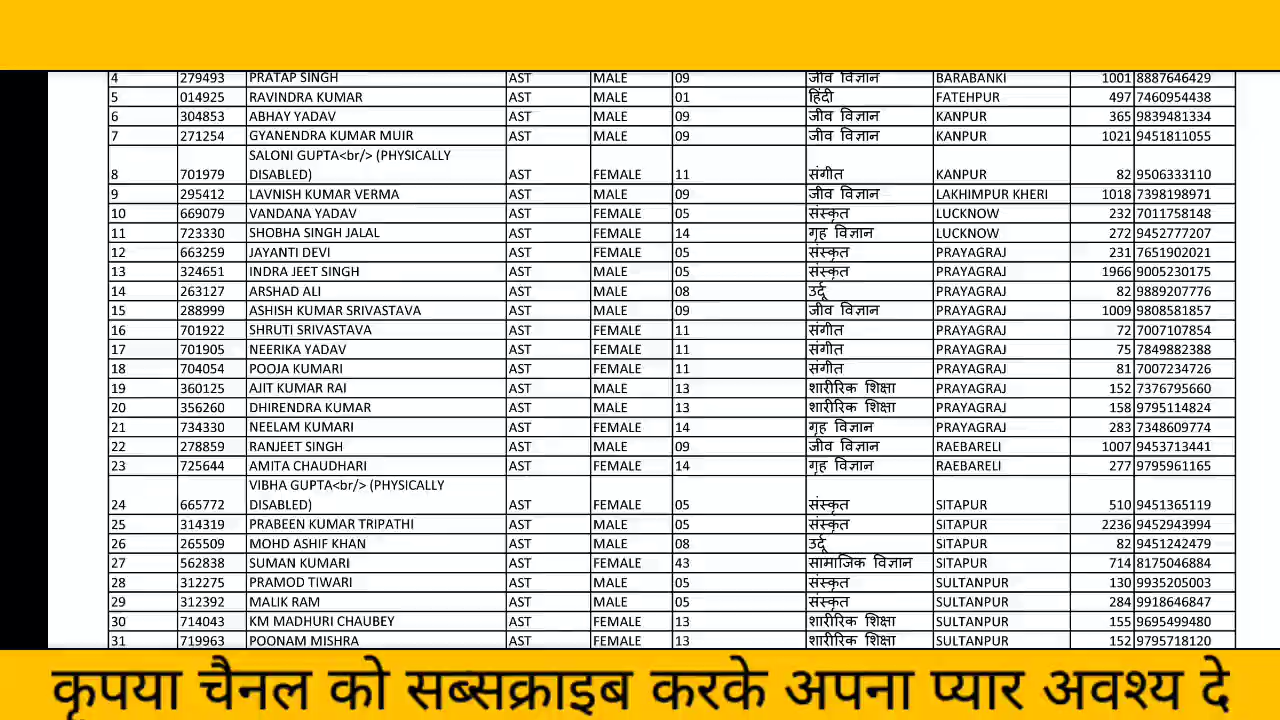 4 279493 PRATAP SINGH AST MALE 09 जीव विज्ञान BARABANKI 1001 8887646429
5 014925 RAVINDRA KUMAR AST MALE 01 हिंदी FATEHPUR 497 7460954438
6 304853 ABHAY YADAV AST MALE 09 जीव विज्ञान KANPUR 365 9839481334
7 271254 GYANENDRA KUMAR MUIR AST MALE 09 जीव विज्ञान KANPUR 1021 9451811055
SALONI GUPTA<br/> (PHYSICALLY
8 701979 DISABLED) AST FEMALE 11 संगीत KANPUR 82 9506333110
9 295412 LAVNISH KUMAR VERMA AST MALE 09 जीव विज्ञान LAKHIMPUR KHERI 1018 7398198971
10 669079 VANDANA YADAV AST FEMALE 05 संस्कृत LUCKNOW 232 7011758148
11 723330 SHOBHA SINGH JALAL AST FEMALE 14 गृह विज्ञान LUCKNOW 272 9452777207
12 663259 JAYANTI DEVI AST FEMALE 05 संस्कृत PRAYAGRAJ 231 7651902021
13 324651 INDRA JEET SINGH AST MALE 05 संस्कृत PRAYAGRAJ 1966 9005230175
14 263127 ARSHAD ALI AST MALE 08 उर्दू PRAYAGRAJ 82 9889207776
15 288999 ASHISH KUMAR SRIVASTAVA AST MALE 09 जीव विज्ञान PRAYAGRAJ 1009 9808581857
16 701922 SHRUTI SRIVASTAVA AST FEMALE 11 संगीत PRAYAGRAJ 72 7007107854
17 701905 NEERIKA YADAV AST FEMALE 11 संगीत PRAYAGRAJ 75 7849882388
18 704054 POOJA KUMARI AST FEMALE 11 संगीत PRAYAGRAJ 81 7007234726
19 360125 AJIT KUMAR RAI AST MALE 13 शारीरिक शिक्षा PRAYAGRAJ 152 7376795660
20 356260 DHIRENDRA KUMAR AST MALE 13 शारीरिक शिक्षा PRAYAGRAJ 158 9795114824
21 734330 NEELAM KUMARI AST FEMALE 14 गृह विज्ञान PRAYAGRAJ 283 7348609774
22 278859 RANJEET SINGH AST MALE 09 जीव विज्ञान RAEBARELI 1007 9453713441
23 725644 AMITA CHAUDHARI AST FEMALE 14 गृह विज्ञान RAEBARELI 277 9795961165
VIBHA GUPTA<br/> (PHYSICALLY
24 665772 DISABLED) AST FEMALE 05 संस्कृत SITAPUR 510 9451365119
25 314319 PRABEEN KUMAR TRIPATHI AST MALE 05 संस्कृत SITAPUR 2236 9452943994
26 265509 MOHD ASHIF KHAN AST MALE 08 उर्दू SITAPUR 82 9451242479
27 562838 SUMAN KUMARI AST FEMALE 43 सामाजिक विज्ञान SITAPUR 714 8175046884
28 312275 PRAMOD TIWARI AST MALE 05 संस्कृत SULTANPUR 130 9935205003
29 312392 MALIK RAM AST MALE 05 संस्कृत SULTANPUR 284 9918646847
30 714043 KM MADHURI CHAUBEY AST FEMALE 13 शारीरिक शिक्षा SULTANPUR 155 9695499480
31 719963 POONAM MISHRA AST FEMALE 13 शारीरिक शिक्षा SULTANPUR 152 9795718120
कृपया चैनल को सब्सक्राइब करके अपना प्यार अवश्य दे